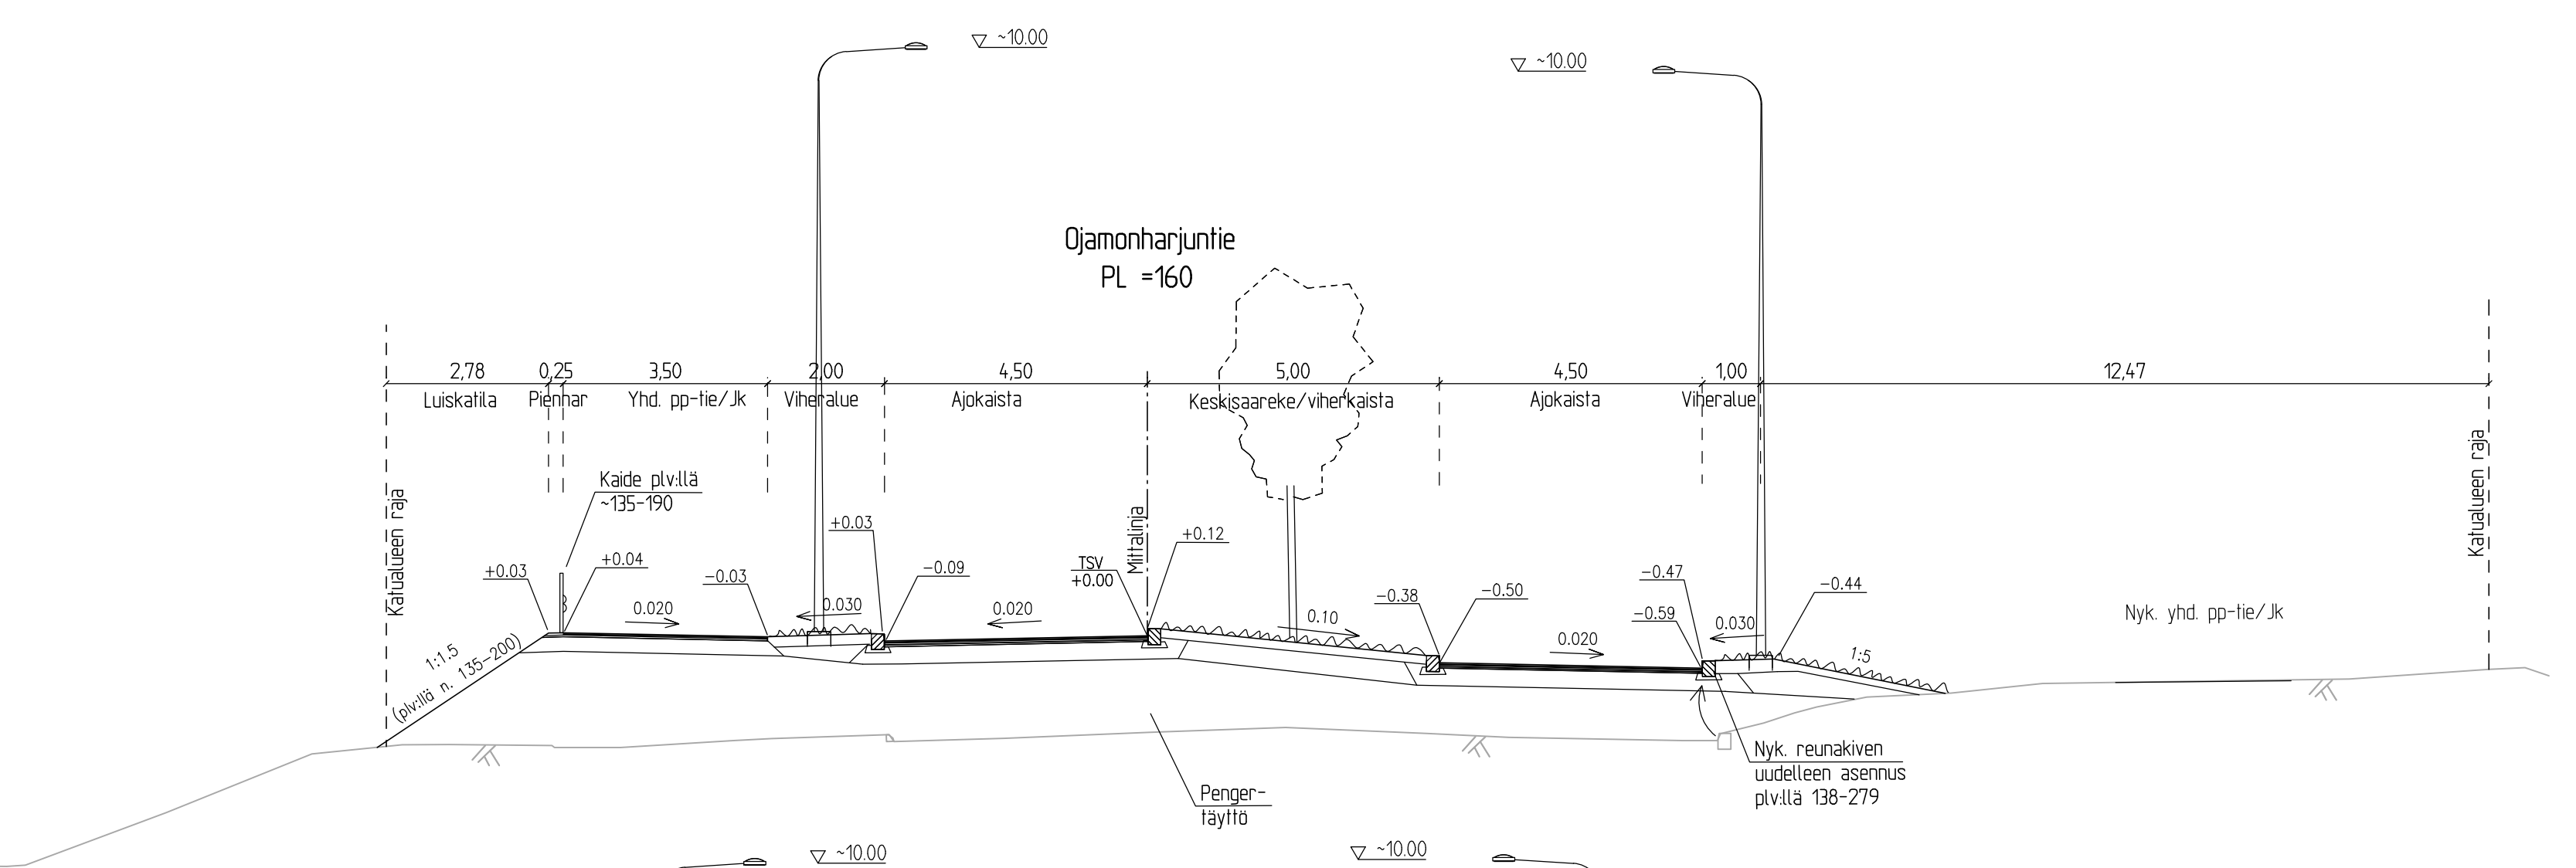 ~10.00
~10.00
Ojamonharjuntie
PL =160
2,78 0,25 3,50 2,00 4,50 5,00 4,50 1,00 12,47
Luiskatila Pienhar Yhd. pp-tie/Jk Viheralue Ajokaista Keskisaareke/viherkaista Ajokaista Viheralue
Katualueen raja
Kaide plv:llä
~135-190
Mittalinja
Katualueen raja
+0.03
+0.04
-0.03
+0.03
-0.09
TSV
+0.00
+0.12
-0.38
-0.50
-0.47
-0.59
-0.44
0.020
0.030
0.020
0.10
0.020
0.030
1:5
Nyk. yhd. pp-tie/Jk
1:1.5
(plv:llä n. 135-200)
Nyk. reunakiven
uudelleen asennus
plv:llä 138-279
Penger-
täyttö
~10.00
~10.00